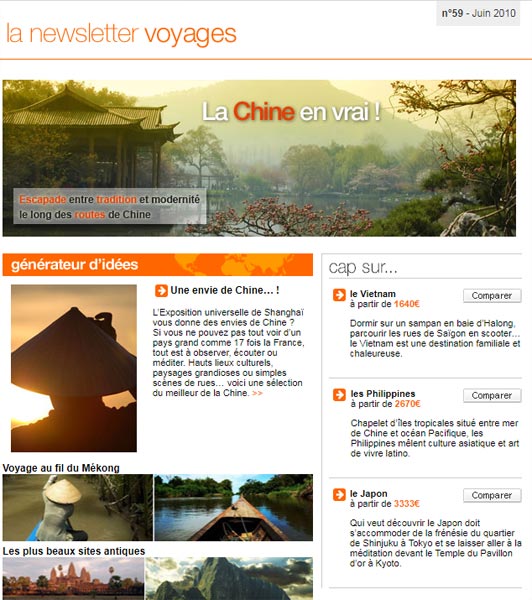 n°59 - Juin 2010
la newsletter voyages
La Chine en vrai !
Escapade entre tradition et modernité
le long des routes de Chine
générateur d'idées
Une envie de Chine… !
L'Exposition universelle de Shanghaï
vous donne des envies de Chine ?
Si vous ne pouvez pas tout voir d'un
pays grand comme 17 fois la France,
tout est à observer, écouter ou
méditer. Hauts lieux culturels,
paysages grandioses ou simples
scènes de rues… voici une sélection
du meilleur de la Chine. >>
Voyage au fil du Mékong
Les plus beaux sites antiques
cap sur...
le Vietnam
Comparer
à partir de 1640€
Dormir sur un sampan en baie d'Halong,
parcourir les rues de Saïgon en scooter…
le Vietnam est une destination familiale et
chaleureuse.
les Philippines
Comparer
à partir de 2670€
Chapelet d'îles tropicales situé entre mer
de Chine et océan Pacifique, les
Philippines mêlent culture asiatique et art
de vivre latino.
le Japon
Comparer
à partir de 3333€
Qui veut découvrir le Japon doit
s'accommoder de la frénésie du quartier
de Shinjuku à Tokyo et se laisser aller à la
méditation devant le Temple du Pavillon
d'or à Kyoto.